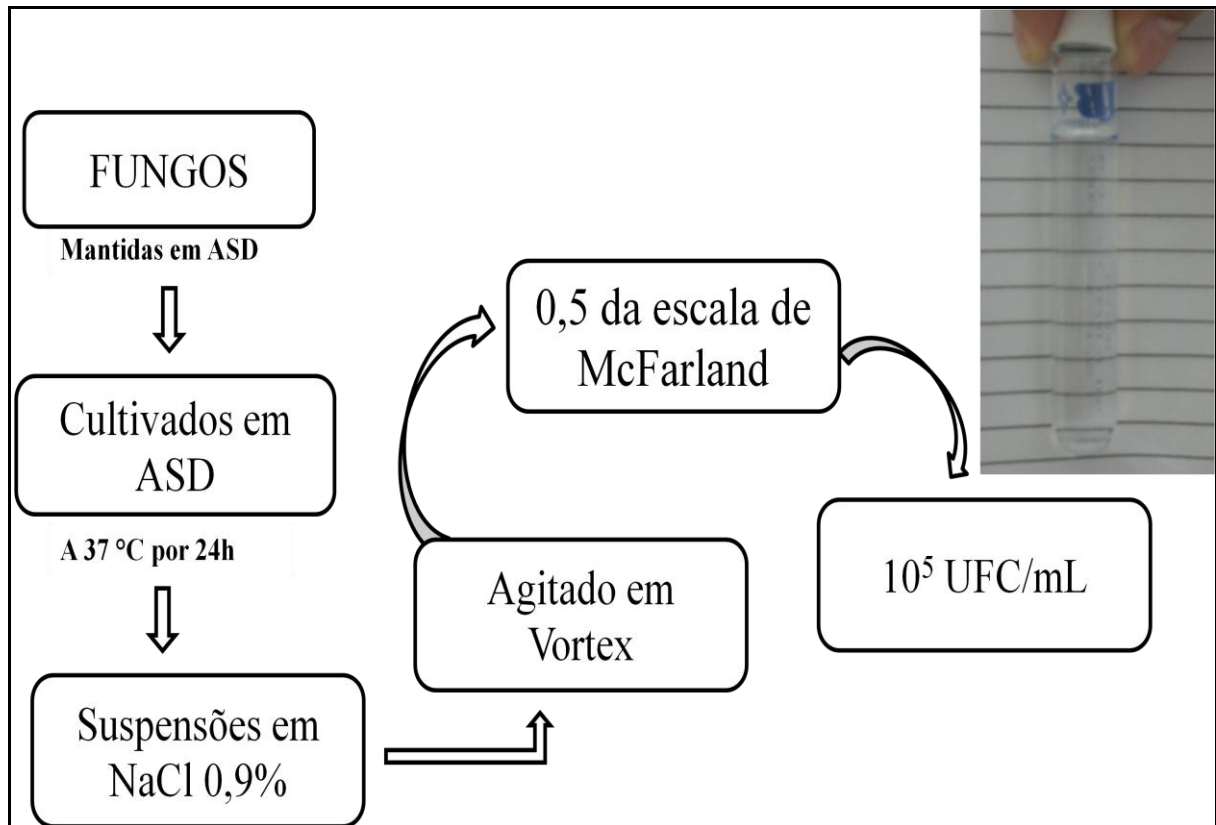 FUNGOS
Mantidas em ASD
Cultivados em
ASD
A 37 °C por 24h
Suspensões em
NaCl 0,9%
Agitado em
Vortex
0,5 da escala de
McFarland
10⁵ UFC/mL